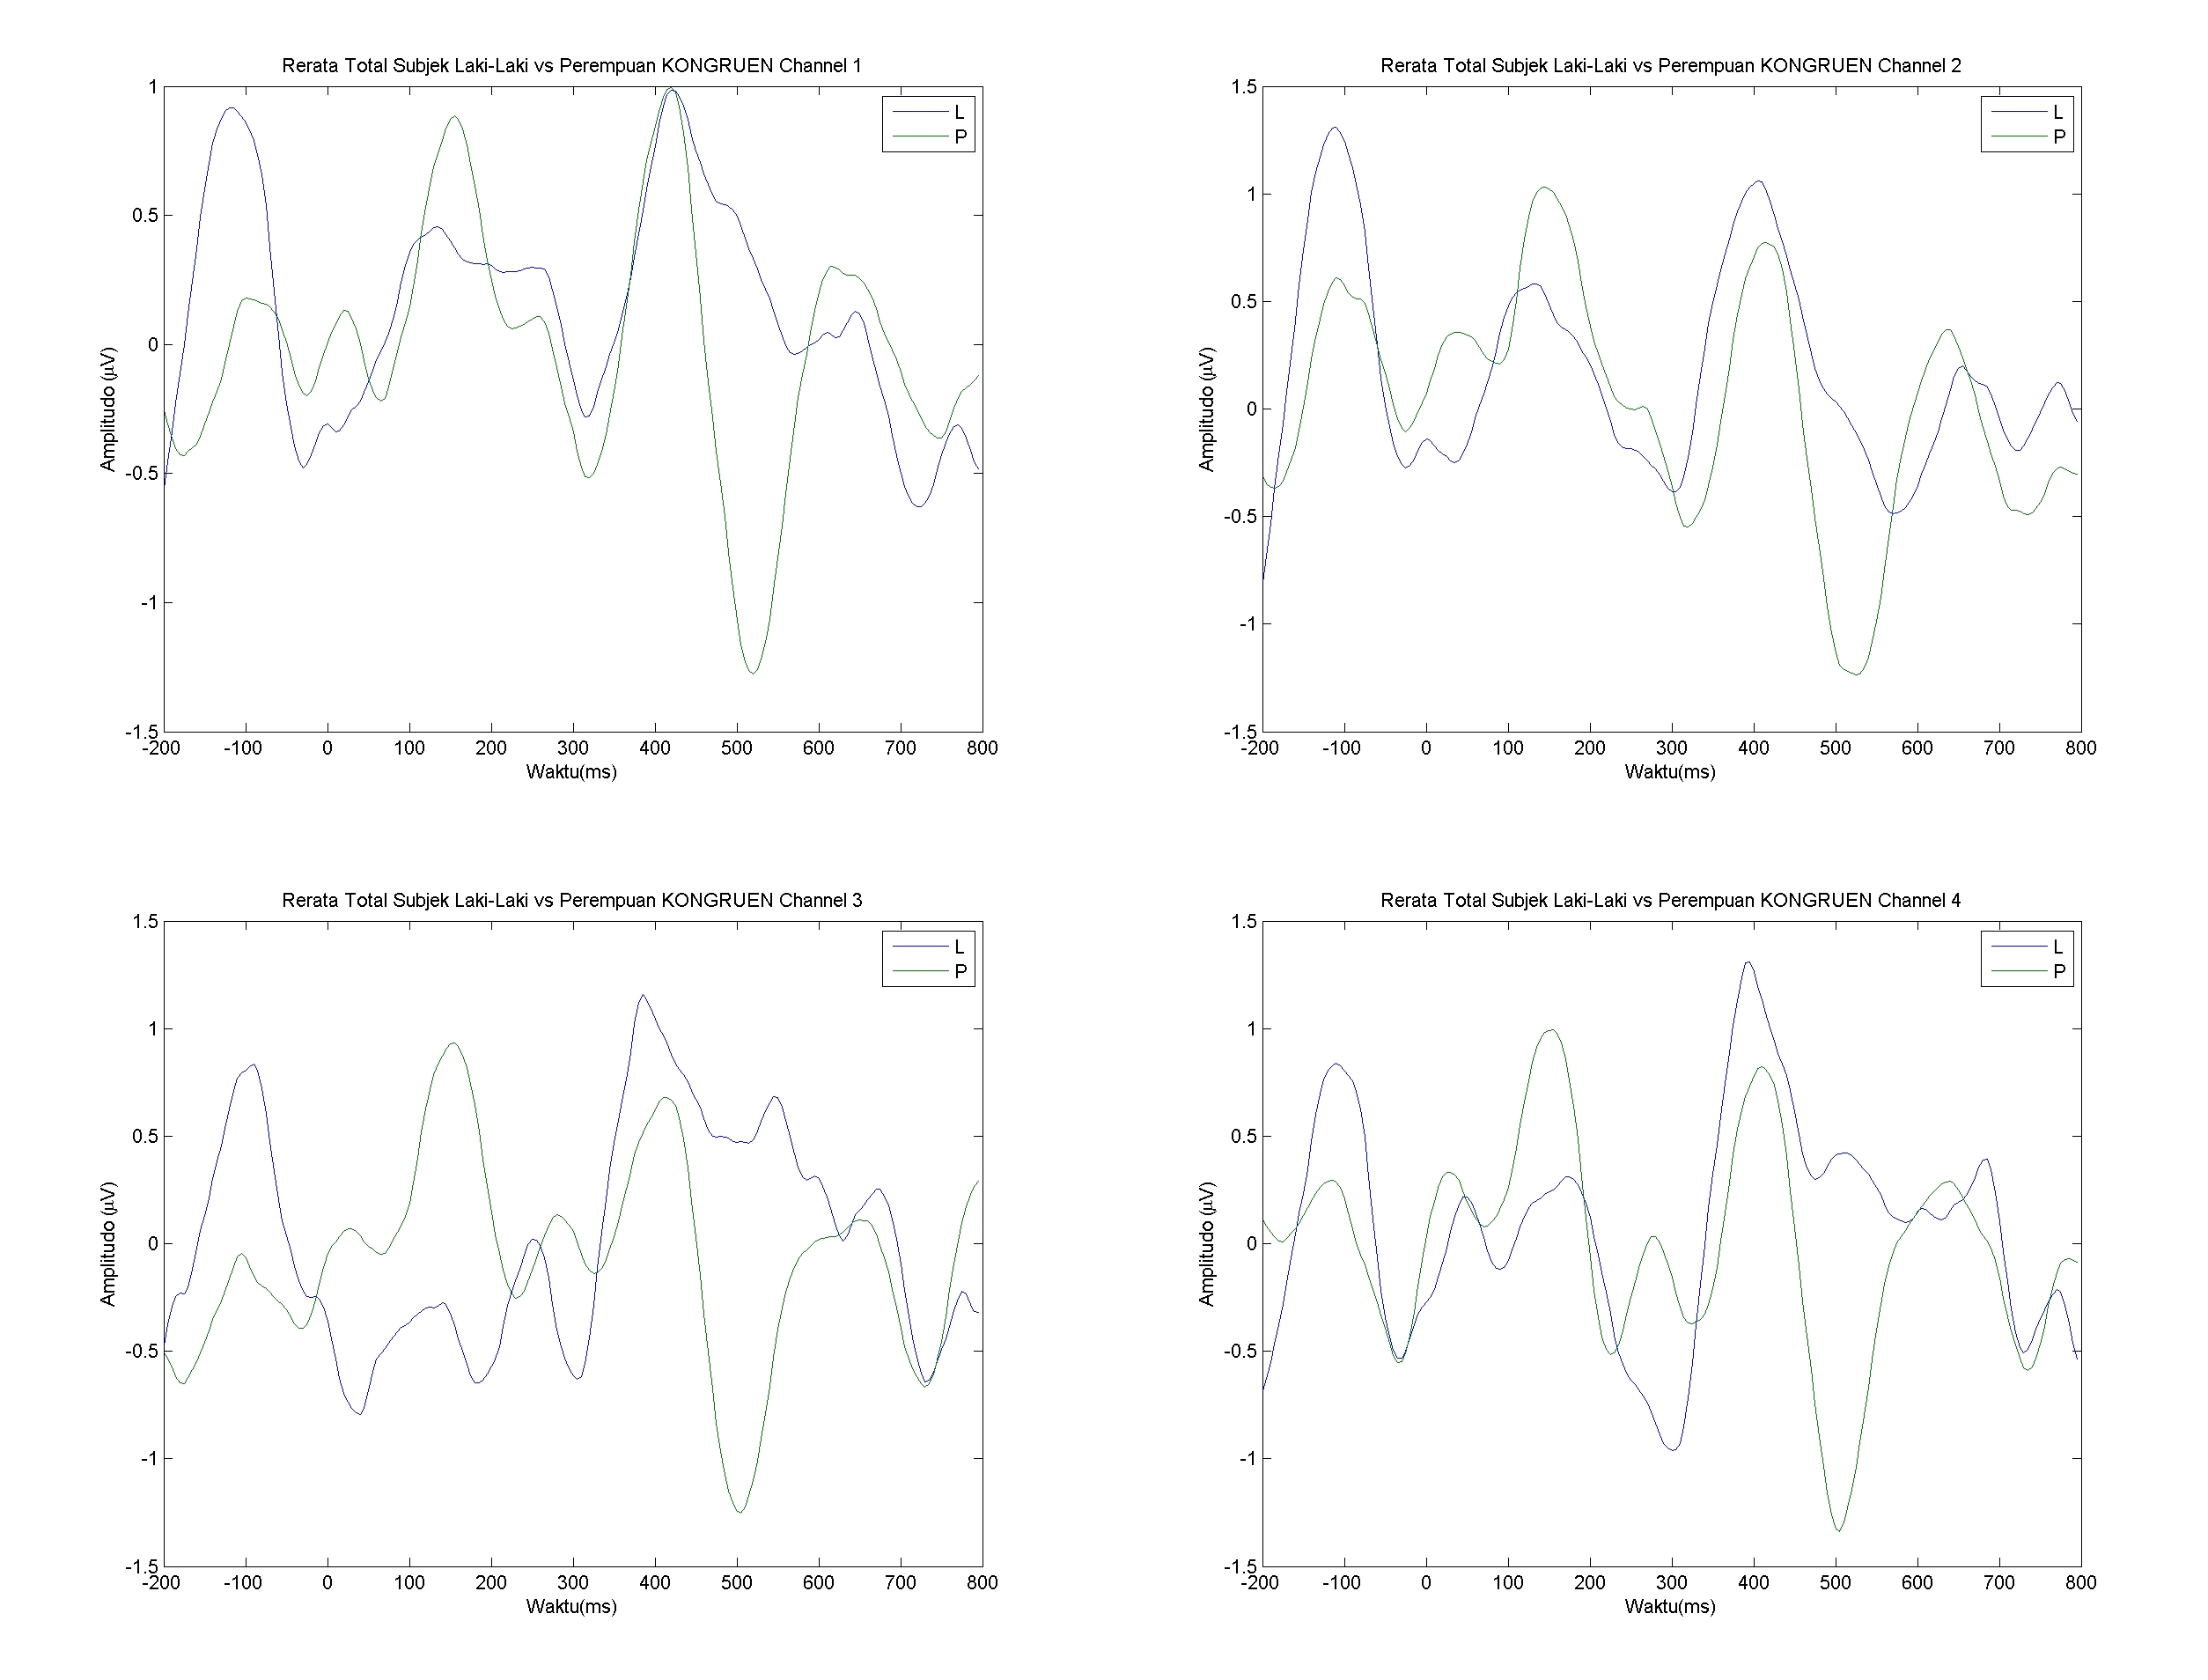 Rerata Total Subjek Laki-Laki vs Perempuan KONGRUEN Channel 1
1
0.5
0
-0.5
-1
-1.5
Amplitudo (μV)
L
P
-200 -100 0 100 200 300 400 500 600 700 800
Waktu(ms)
Rerata Total Subjek Laki-Laki vs Perempuan KONGRUEN Channel 2
1.5
1
0.5
0
-0.5
-1
-1.5
Amplitudo (μV)
L
P
-200 -100 0 100 200 300 400 500 600 700 800
Waktu(ms)
Rerata Total Subjek Laki-Laki vs Perempuan KONGRUEN Channel 3
1.5
1
0.5
0
-0.5
-1
-1.5
Amplitudo (μV)
L
P
-200 -100 0 100 200 300 400 500 600 700 800
Waktu(ms)
Rerata Total Subjek Laki-Laki vs Perempuan KONGRUEN Channel 4
1.5
1
0.5
0
-0.5
-1
-1.5
Amplitudo (μV)
L
P
-200 -100 0 100 200 300 400 500 600 700 800
Waktu(ms)